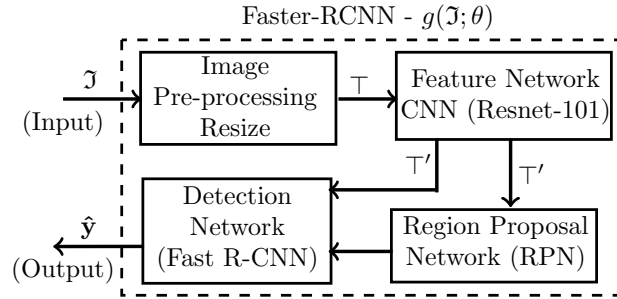 Faster-RCNN - g(ℑ; θ)
ℑ
(Input)
Image
Pre-processing
Resize
⊤
Feature Network
CNN (Resnet-101)
⊤′
⊤′
Detection
Network
(Fast R-CNN)
Region Proposal
Network (RPN)
ŷ
(Output)